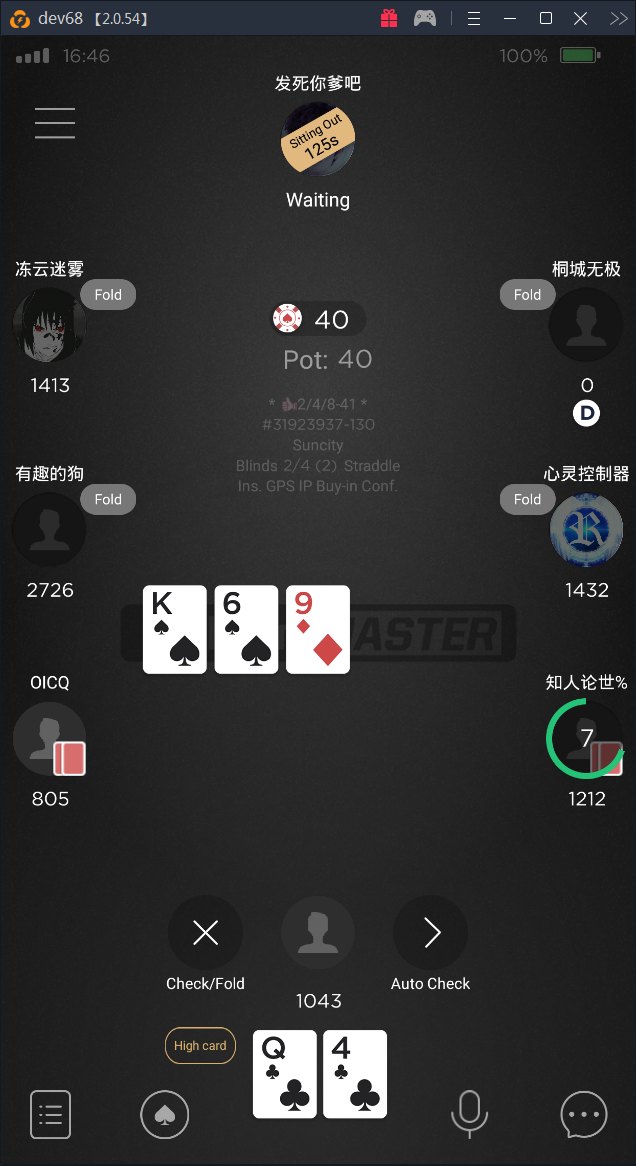 dev68 【2.0.54】
16:46
100%
发死你爹吧
Sitting Out
125s
Waiting
冻云迷雾
Fold
1413
桐城无极
Fold
0
D
40
Pot: 40
2/4/8-41 *
#31923937-130
Suncity
Blinds 2/4 (2) Straddle
Ins. GPS IP Buy-in Conf.
有趣的狗
Fold
2726
心灵控制器
Fold
R
1432
K
6
9
MASTER
OICQ
805
知人论世%
7
1212
Check/Fold
Auto Check
1043
High card
Q
4